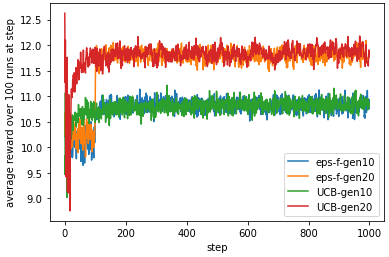 average reward over 100 runs at step
12.5
12.0
11.5
11.0
10.5
10.0
9.5
9.0
0 200 400 600 800 1000
step
eps-f-gen10
eps-f-gen20
UCB-gen10
UCB-gen20